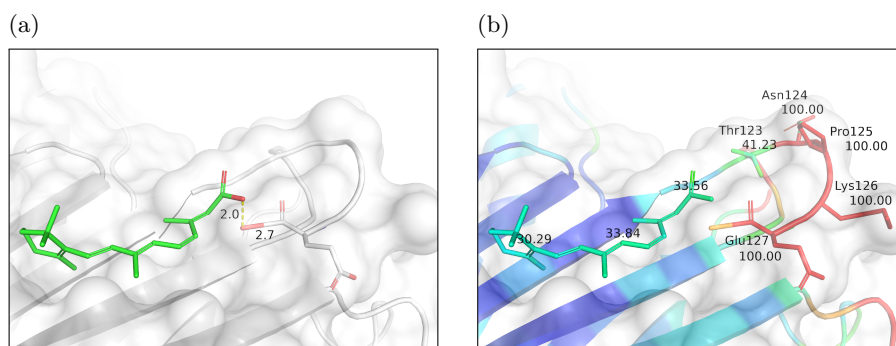 (a)
(b)
2.0
2.7
Asn124
100.00
Thr123
41.23
Pro125
100.00
33.56
Lys126
100.00
30.29
33.84
Glu127
100.00